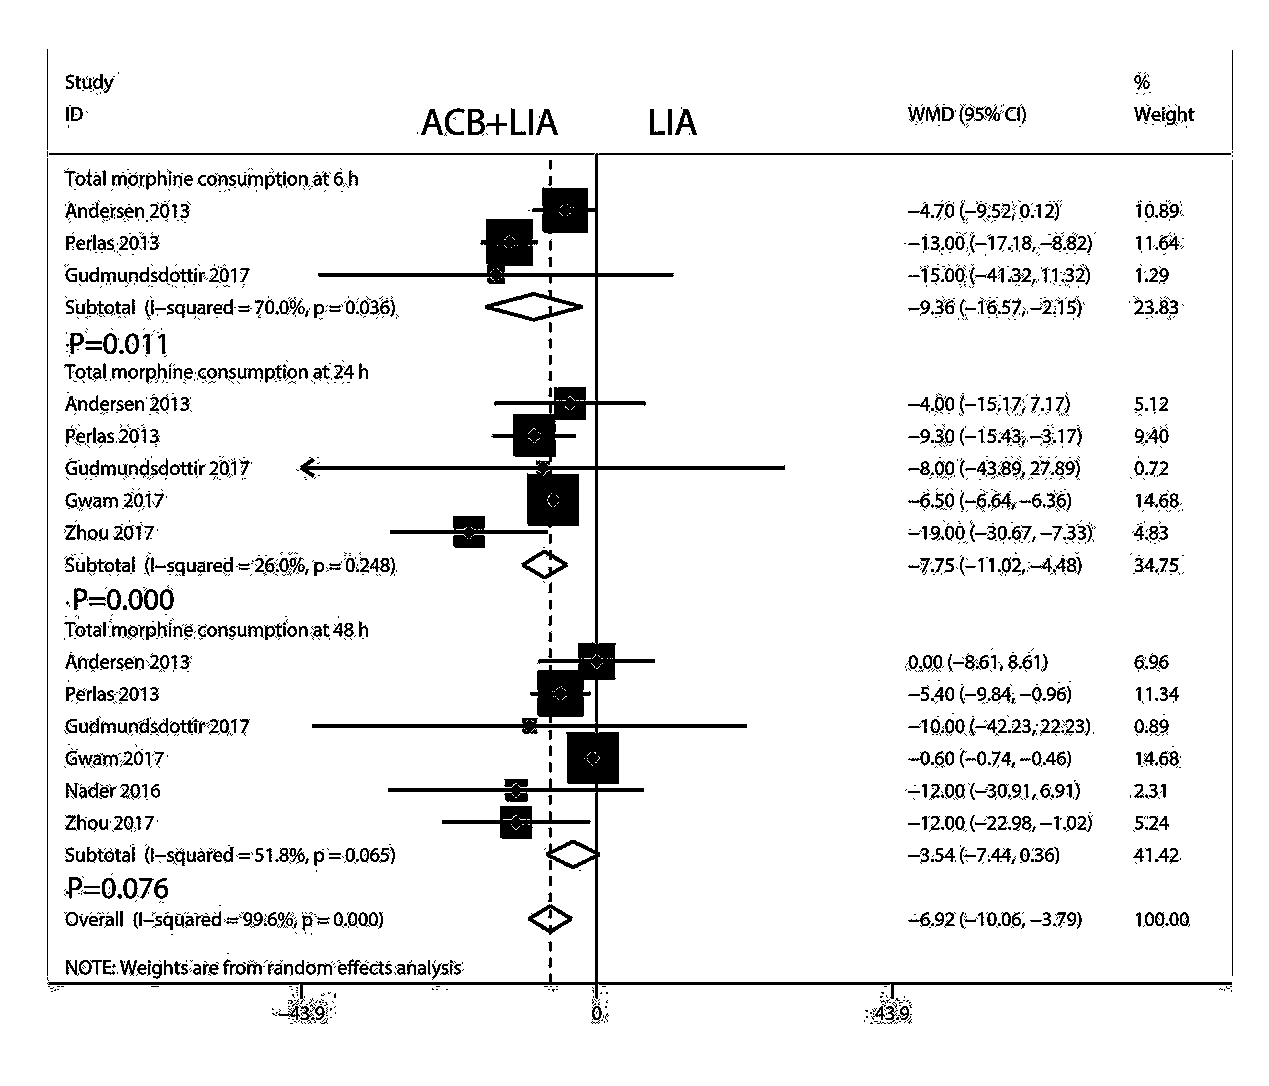 Study %
ID ACB+LIA LIA WMD (95% CI) Weight
Total morphine consumption at 6 h
Andersen 2013 −4.70 (−9.52, 0.12) 10.89
Perlas 2013 −13.00 (−17.18, −8.82) 11.64
Gudmundsdottir 2017 −15.00 (−41.32, 11.32) 1.29
Subtotal (I−squared = 70.0%, p = 0.036) −9.36 (−16.57, −2.15) 23.83
P=0.011
Total morphine consumption at 24 h
Andersen 2013 −4.00 (−15.17, 7.17) 5.12
Perlas 2013 −9.30 (−15.43, −3.17) 9.40
Gudmundsdottir 2017 −8.00 (−43.89, 27.89) 0.72
Gwam 2017 −6.50 (−6.64, −6.36) 14.68
Zhou 2017 −19.00 (−30.67, −7.33) 4.83
Subtotal (I−squared = 26.0%, p = 0.248) −7.75 (−11.02, −4.48) 34.75
P=0.000
Total morphine consumption at 48 h
Andersen 2013 0.00 (−8.61, 8.61) 6.96
Perlas 2013 −5.40 (−9.84, −0.96) 11.34
Gudmundsdottir 2017 −10.00 (−42.23, 22.23) 0.89
Gwam 2017 −0.60 (−0.74, −0.46) 14.68
Nader 2016 −12.00 (−30.91, 6.91) 2.31
Zhou 2017 −12.00 (−22.98, −1.02) 5.24
Subtotal (I−squared = 51.8%, p = 0.065) −3.54 (−7.44, 0.36) 41.42
P=0.076
Overall (I−squared = 99.6%, p = 0.000) −6.92 (−10.06, −3.79) 100.00
NOTE: Weights are from random effects analysis
−43.9 0 43.9